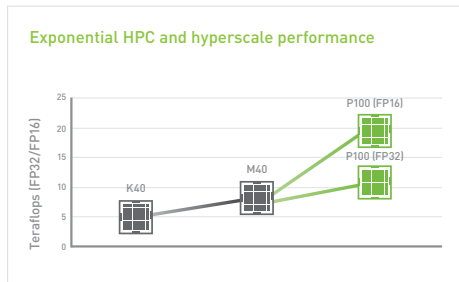 Exponential HPC and hyperscale performance
Teraflops (FP32/FP16)
25
20
15
10
5
0
K40
M40
P100 (FP16)
P100 (FP32)